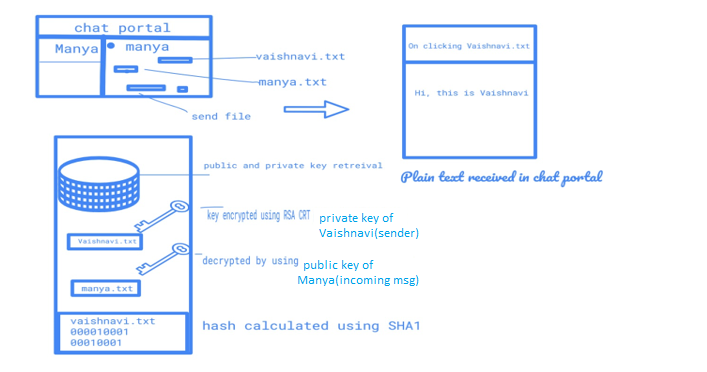 chat portal
Manya
manya
vaishnavi.txt
manya.txt
send file
On clicking Vaishnavi.txt
Hi, this is Vaishnavi
Plain text received in chat portal
public and private key retreival
key encrypted using RSA CRT
private key of
Vaishnavi(sender)
Vaishnavi.txt
decrypted by using
public key of
Manya(incoming msg)
manya.txt
vaishnavi.txt
000010001
00010001
hash calculated using SHA1